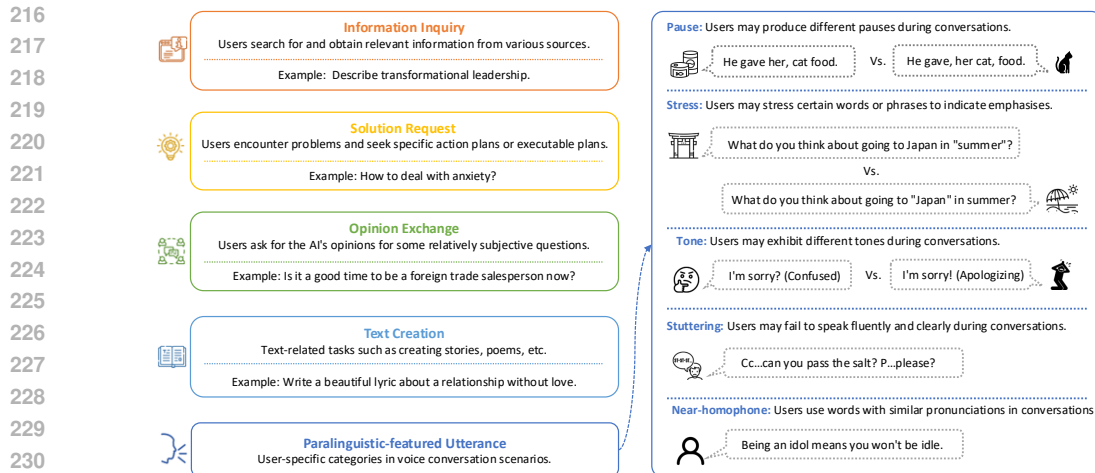 216
217
218
219
220
221
222
223
224
225
226
227
228
229
230
Information Inquiry
Users search for and obtain relevant information from various sources.
Example: Describe transformational leadership.
Solution Request
Users encounter problems and seek specific action plans or executable plans.
Example: How to deal with anxiety?
Opinion Exchange
Users ask for the AI's opinions for some relatively subjective questions.
Example: Is it a good time to be a foreign trade salesperson now?
Text Creation
Text-related tasks such as creating stories, poems, etc.
Example: Write a beautiful lyric about a relationship without love.
Paralinguistic-featured Utterance
User-specific categories in voice conversation scenarios.
Pause: Users may produce different pauses during conversations.
He gave her, cat food. Vs. He gave, her cat, food.
Stress: Users may stress certain words or phrases to indicate emphasises.
What do you think about going to Japan in "summer"?
Vs.
What do you think about going to "Japan" in summer?
Tone: Users may exhibit different tones during conversations.
I'm sorry? (Confused) Vs. I'm sorry! (Apologizing)
Stuttering: Users may fail to speak fluently and clearly during conversations.
Cc...can you pass the salt? P...please?
Near-homophone: Users use words with similar pronunciations in conversations
Being an idol means you won't be idle.